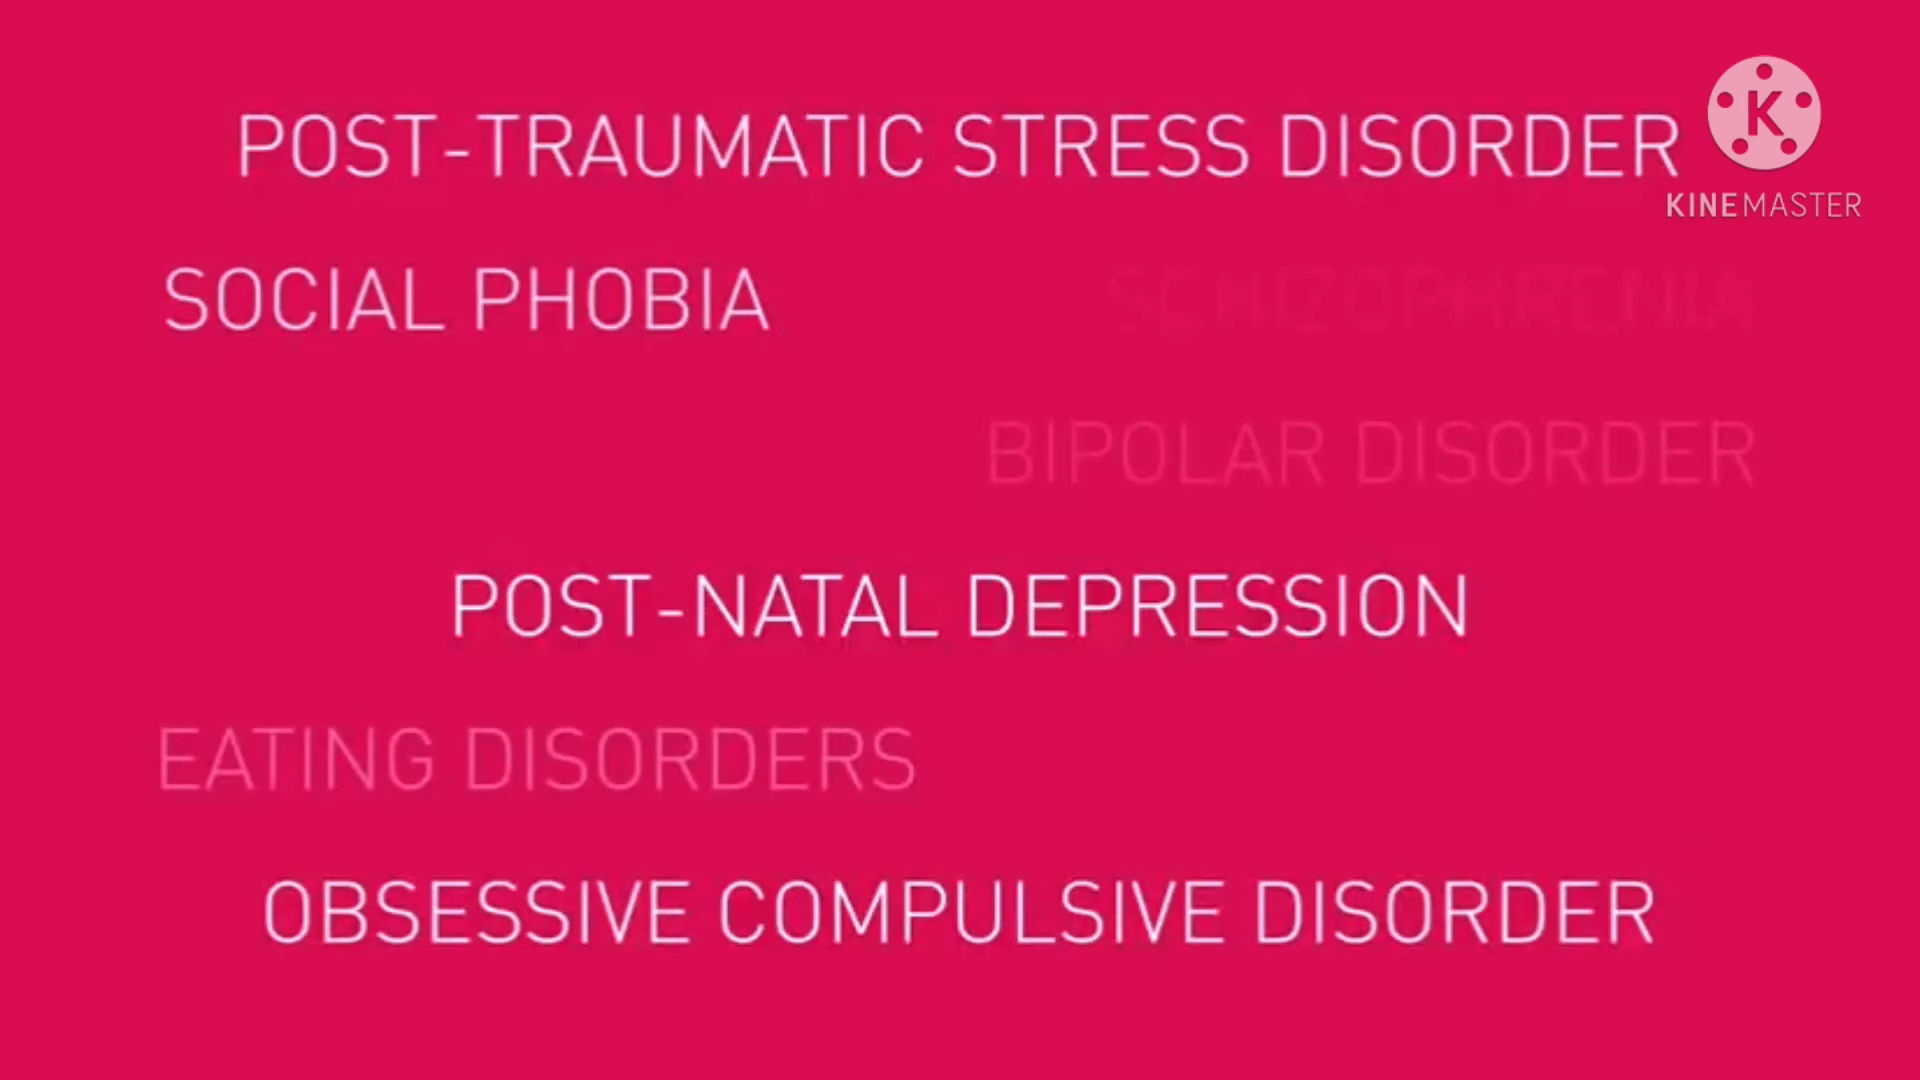 POST-TRAUMATIC STRESS DISORDER
KINEMASTER
SOCIAL PHOBIA
SCHIZOPHRENIA
BIPOLAR DISORDER
POST-NATAL DEPRESSION
EATING DISORDERS
OBSESSIVE COMPULSIVE DISORDER